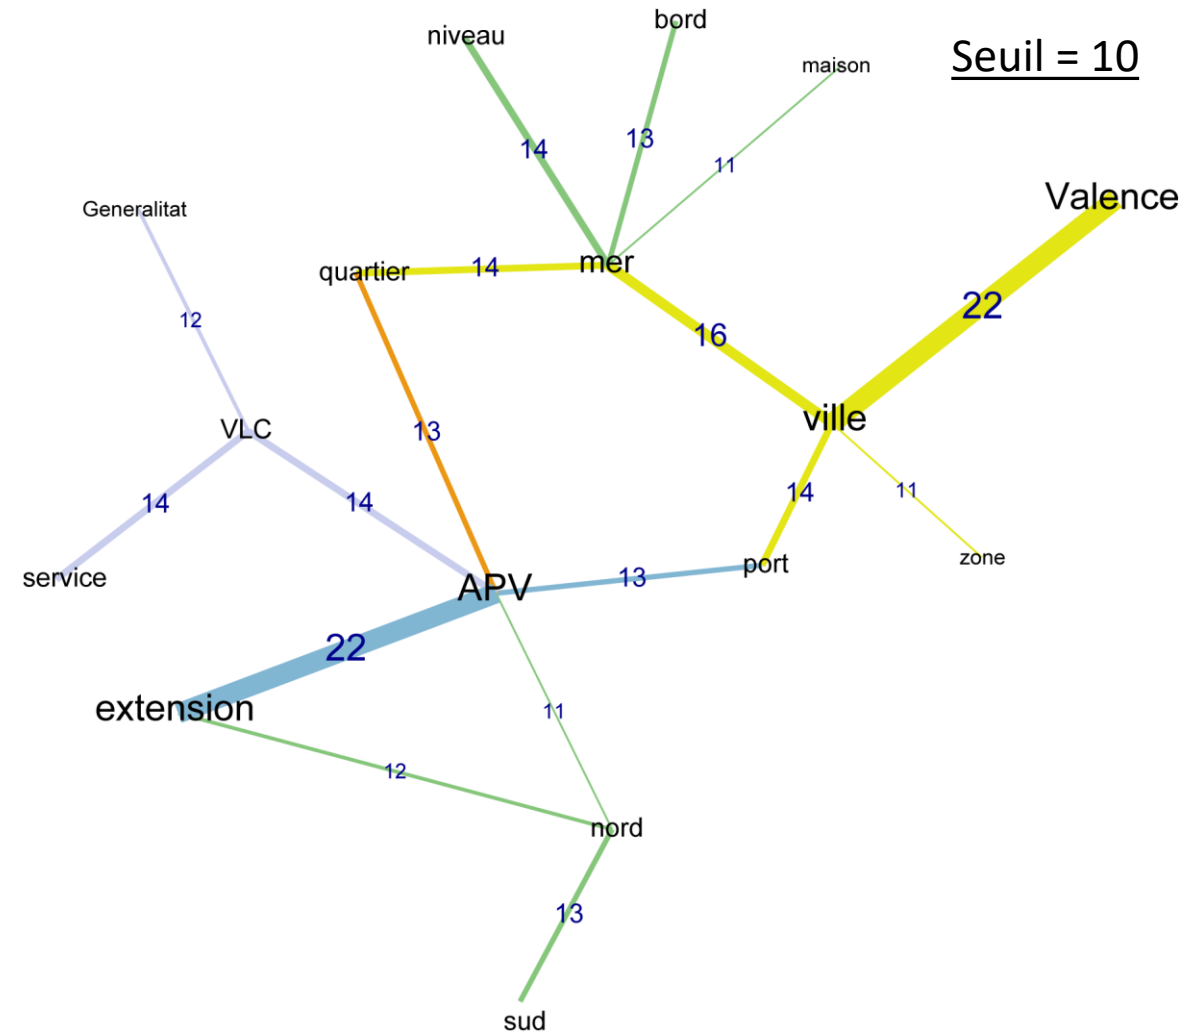 bord
niveau
Seuil = 10
maison
13
14
11
Valence
Generalitat
mer
quartier
14
22
12
16
ville
VLC
13
14
11
14
14
zone
port
service
13
APV
22
extension
11
12
nord
13
sud